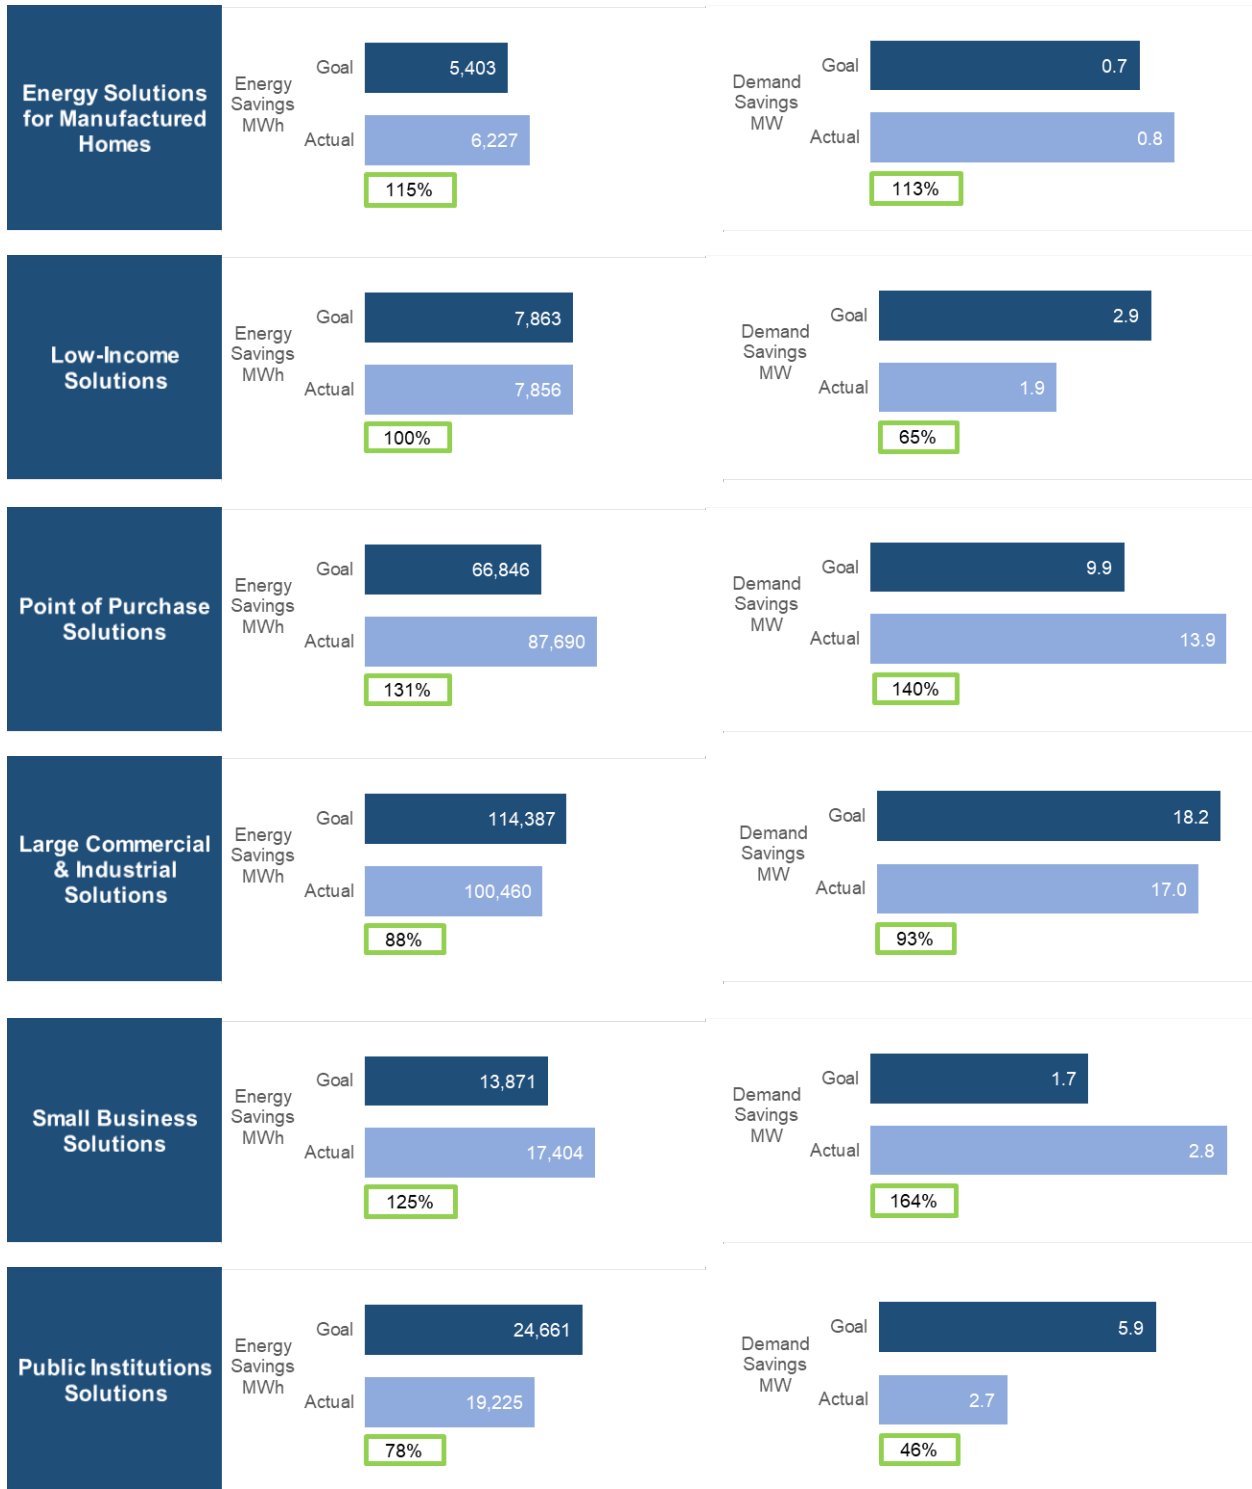 Energy Solutions
for Manufactured
Homes
Energy
Savings
MWh
Goal
5,403
Actual
6,227
115%
Demand
Savings
MW
Goal
0.7
Actual
0.8
113%
Low-Income
Solutions
Energy
Savings
MWh
Goal
7,863
Actual
7,856
100%
Demand
Savings
MW
Goal
2.9
Actual
1.9
65%
Point of Purchase
Solutions
Energy
Savings
MWh
Goal
66,846
Actual
87,690
131%
Demand
Savings
MW
Goal
9.9
Actual
13.9
140%
Large Commercial
& Industrial
Solutions
Energy
Savings
MWh
Goal
114,387
Actual
100,460
88%
Demand
Savings
MW
Goal
18.2
Actual
17.0
93%
Small Business
Solutions
Energy
Savings
MWh
Goal
13,871
Actual
17,404
125%
Demand
Savings
MW
Goal
1.7
Actual
2.8
164%
Public Institutions
Solutions
Energy
Savings
MWh
Goal
24,661
Actual
19,225
78%
Demand
Savings
MW
Goal
5.9
Actual
2.7
46%